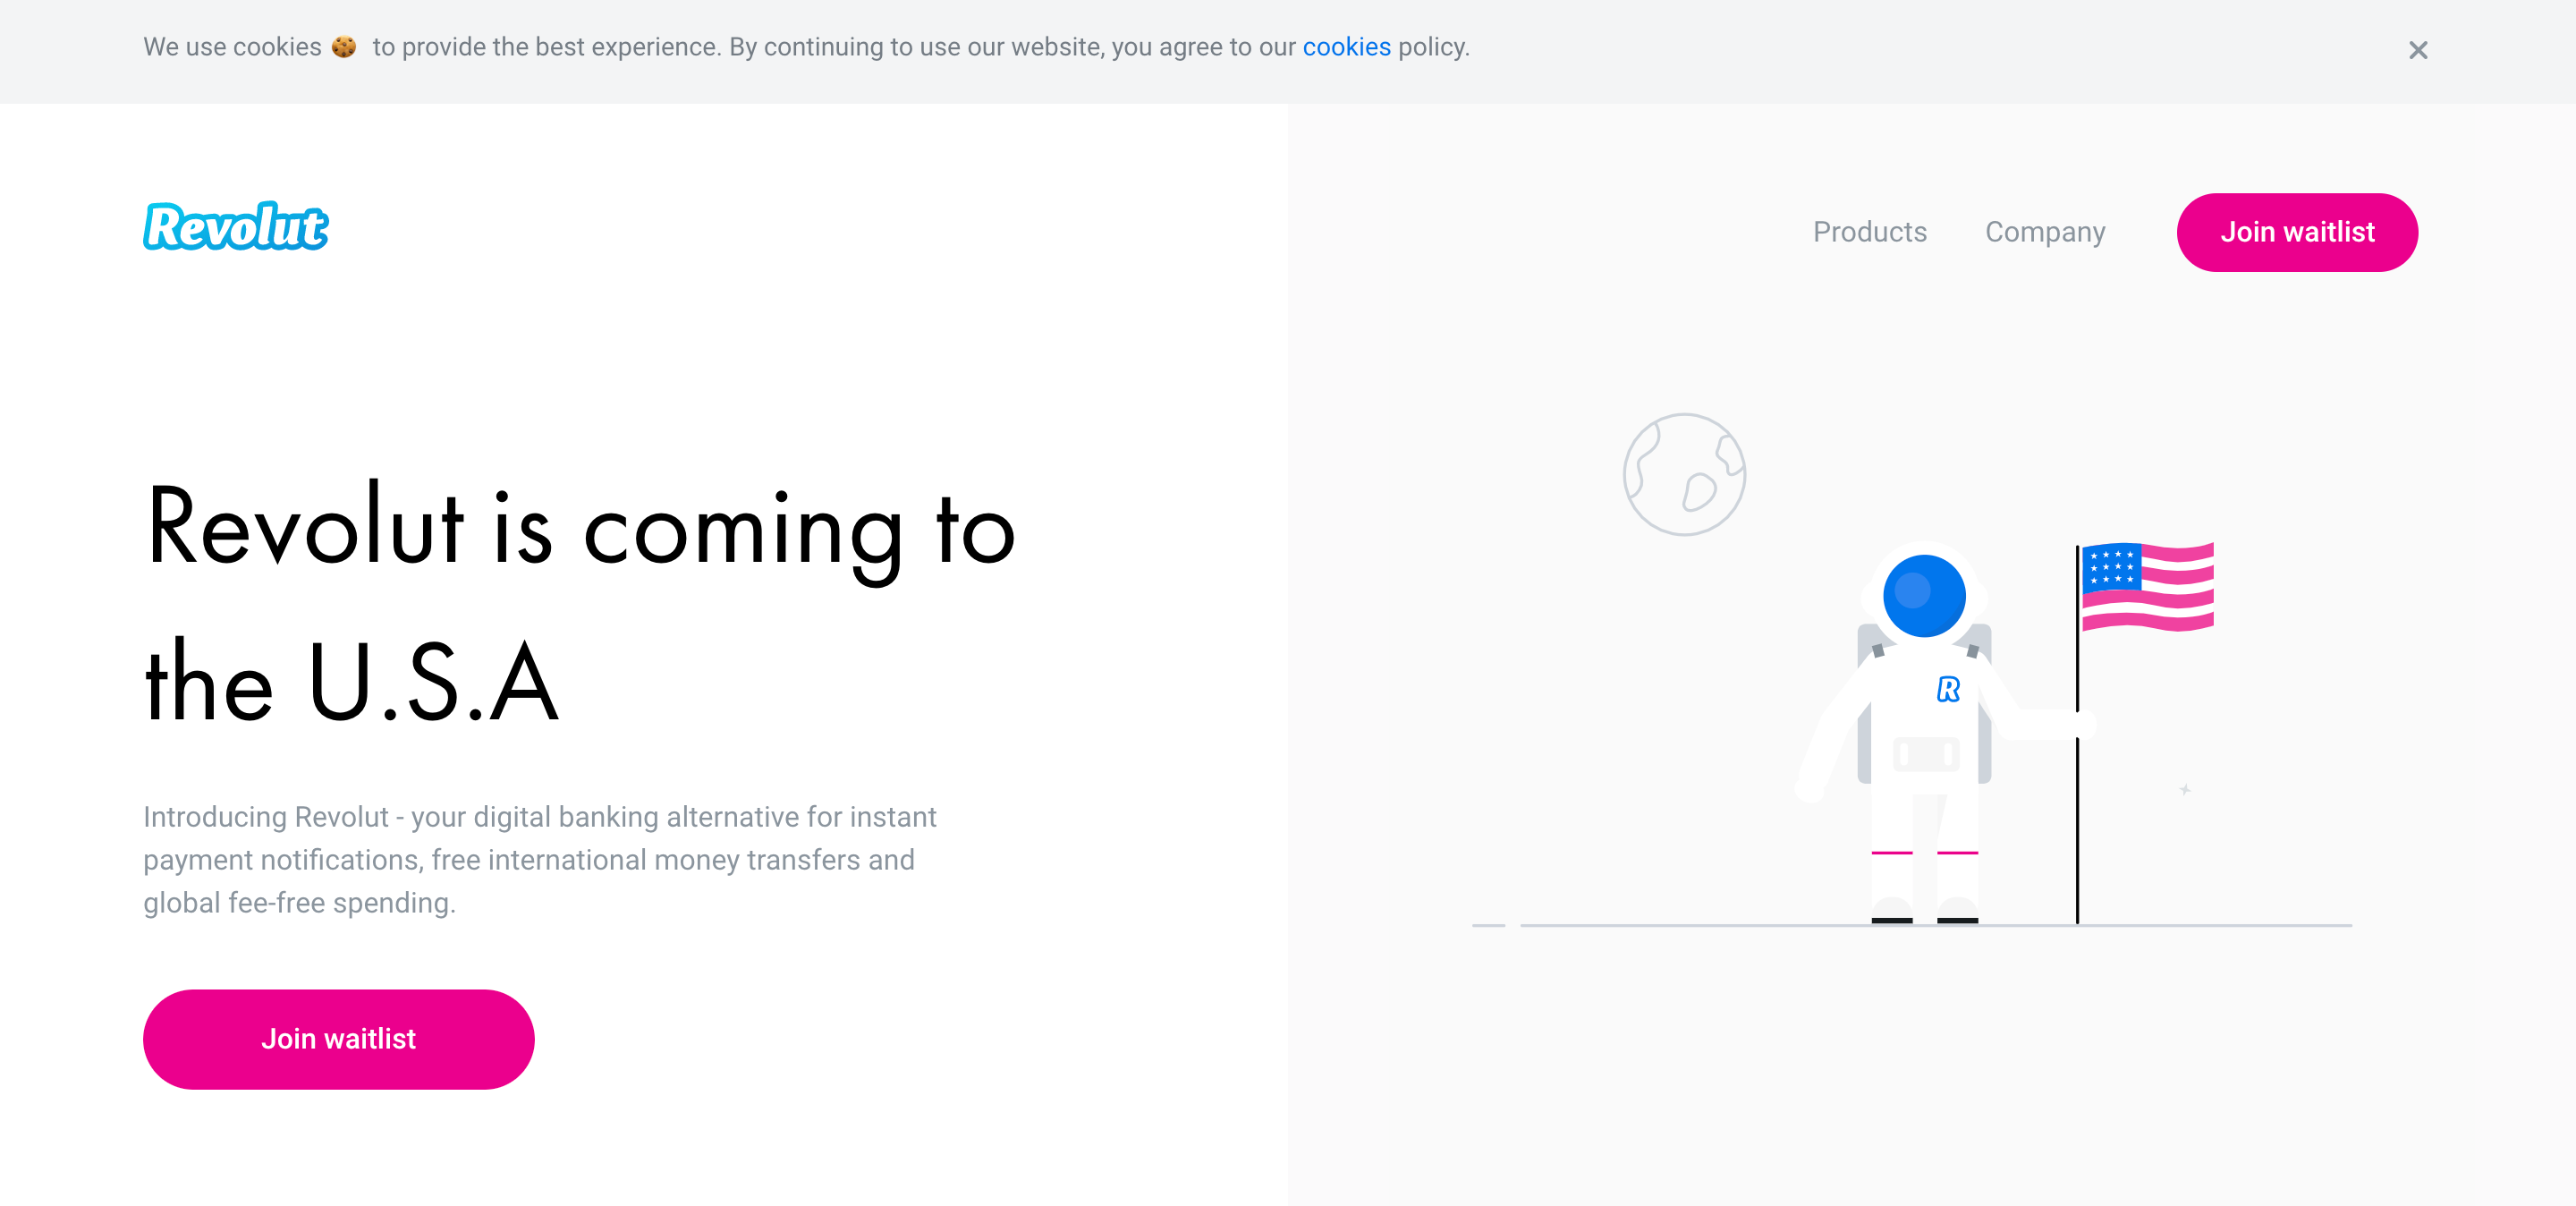 We use cookies 🍪 to provide the best experience. By continuing to use our website, you agree to our cookies policy.
Revolut
Products
Company
Join waitlist
Revolut is coming to
the U.S.A
Introducing Revolut - your digital banking alternative for instant
payment notifications, free international money transfers and
global fee-free spending.
R
Join waitlist